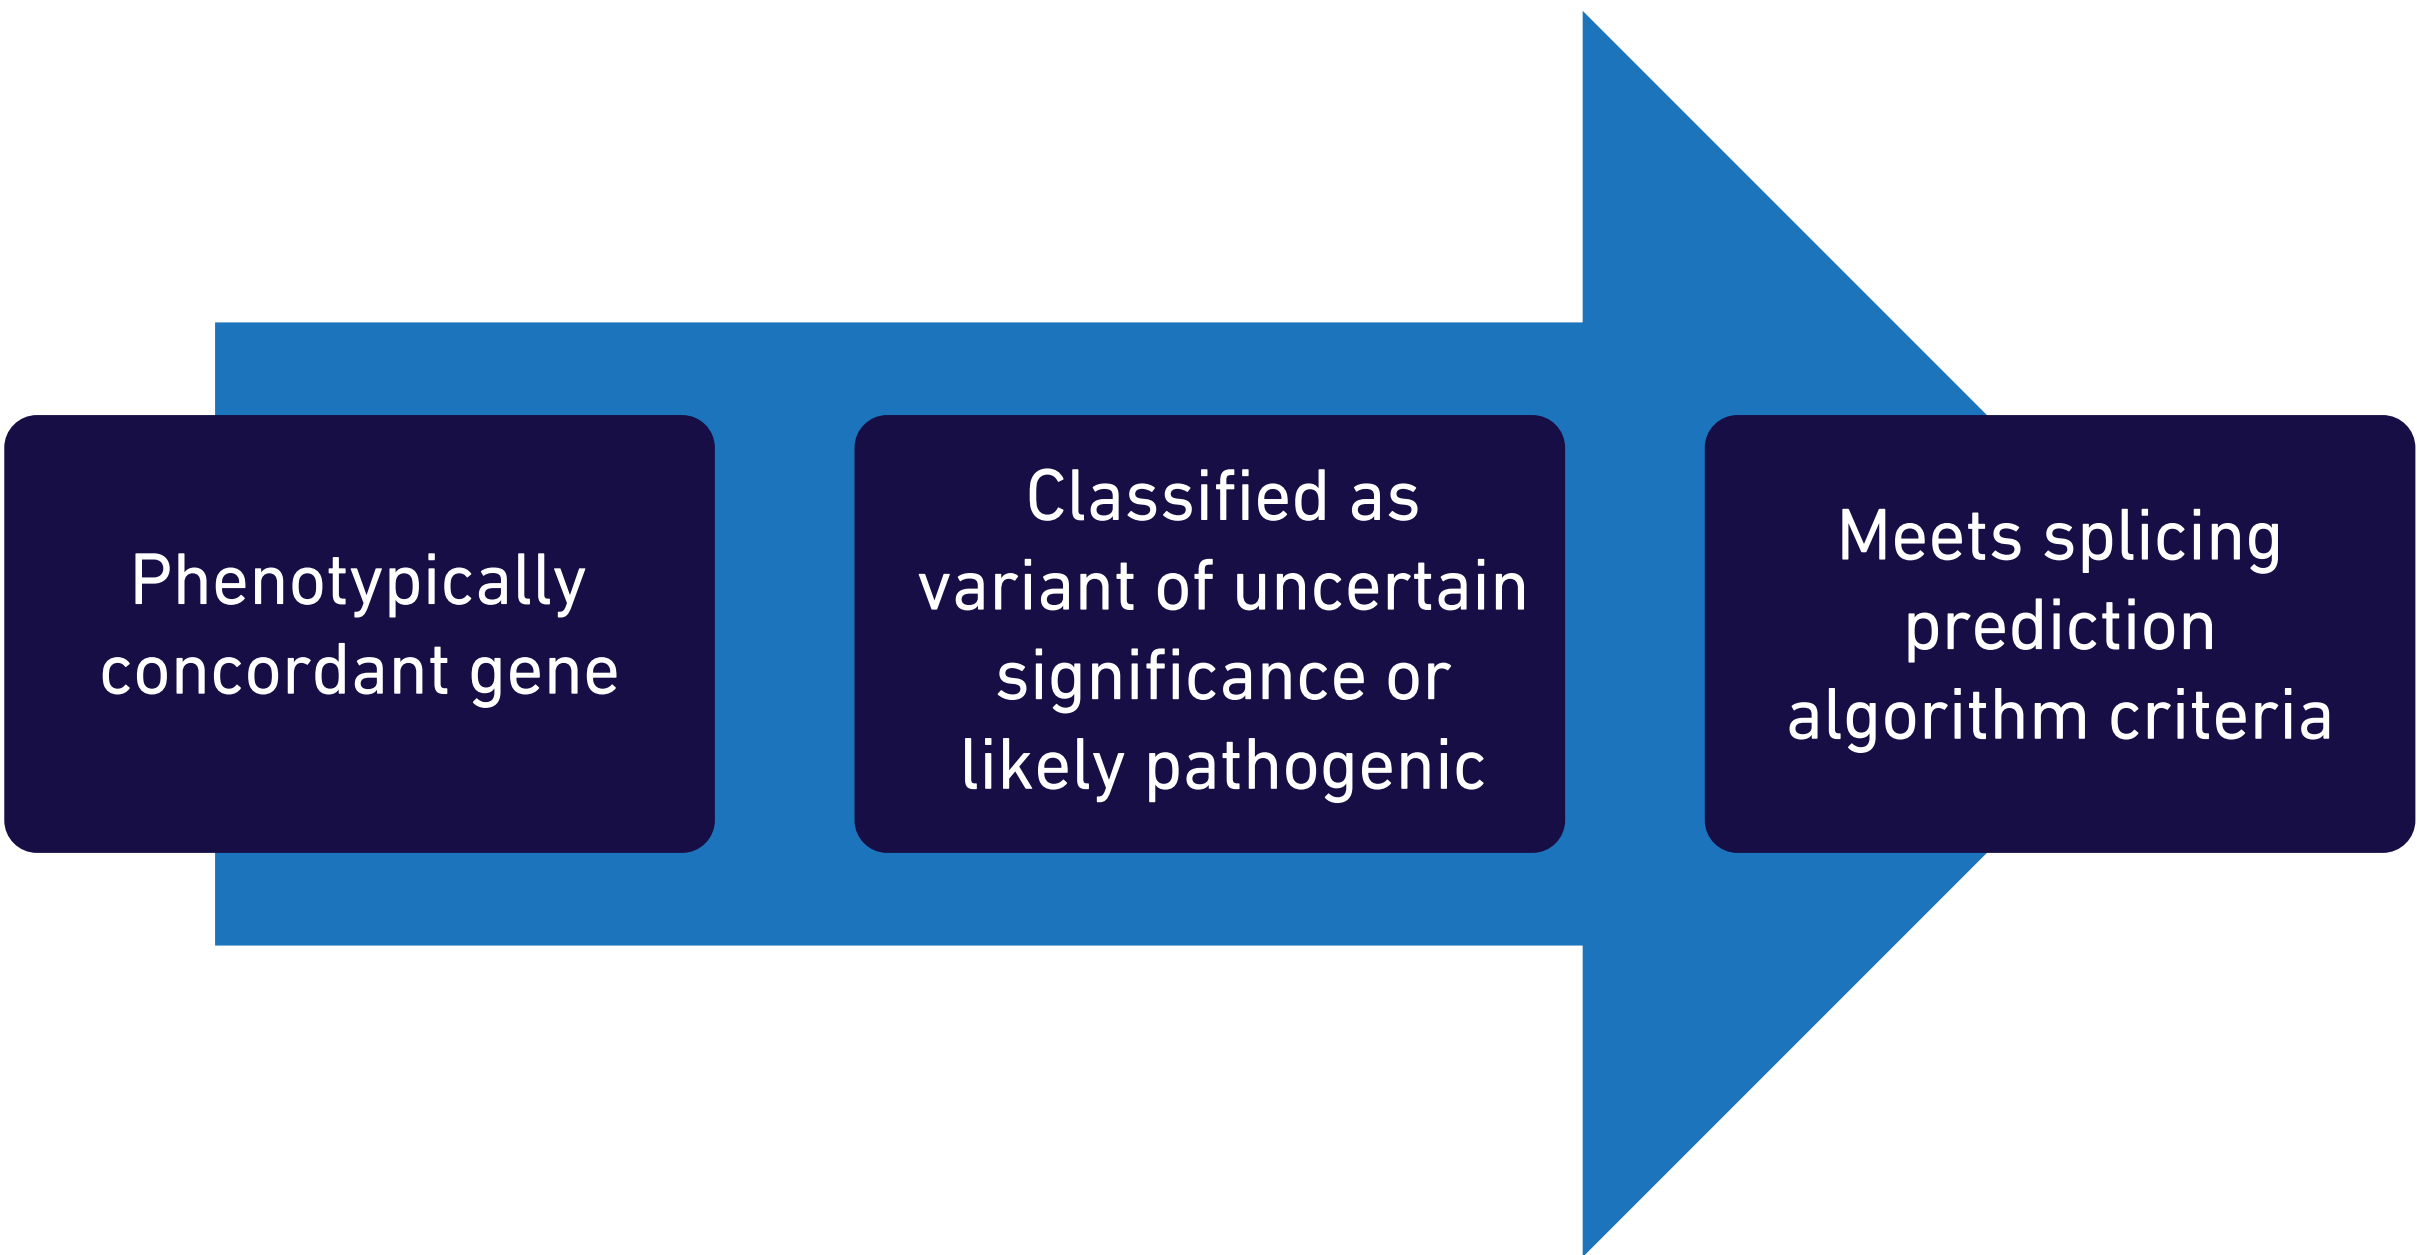 Phenotypically
concordant gene
Classified as
variant of uncertain
significance or
likely pathogenic
Meets splicing
prediction
algorithm criteria